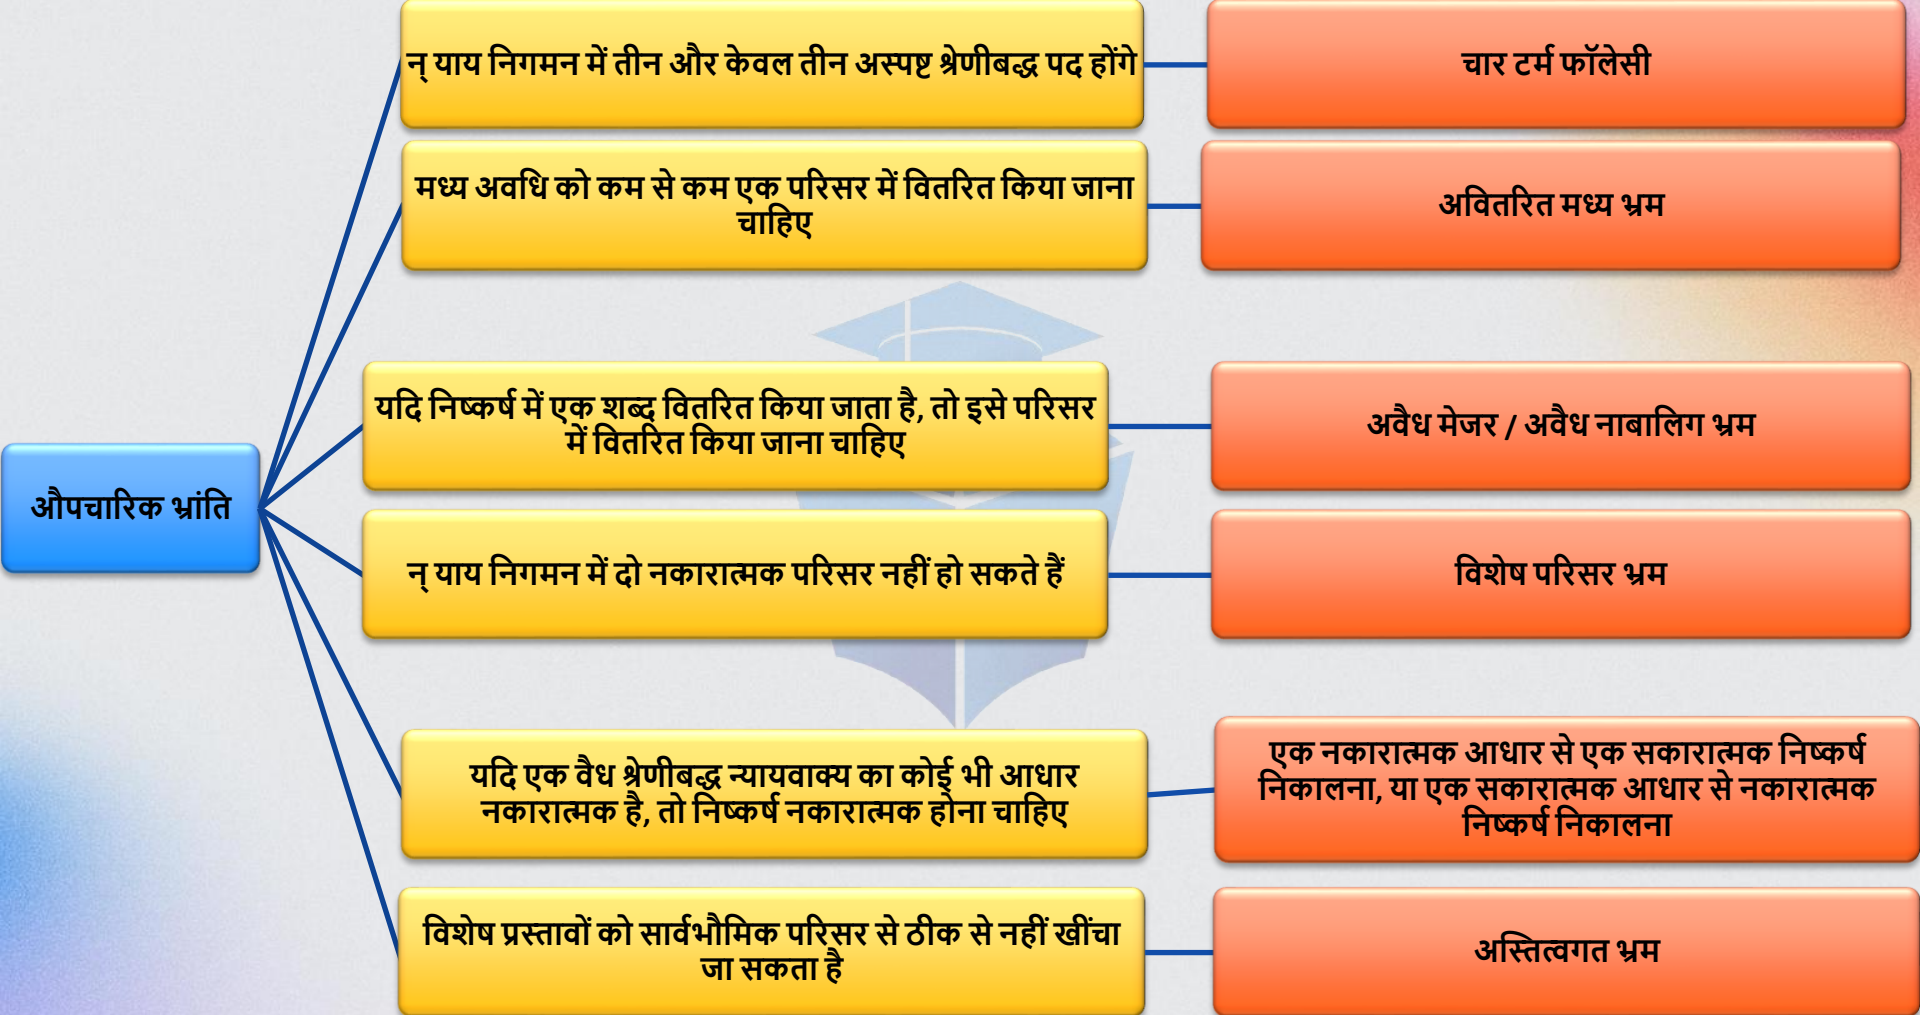 न् याय निगमन में तीन और केवल तीन अस्पष्ट श्रेणीबद्ध पद होंगे
चार टर्म फॉलेसी
मध्य अवधि को कम से कम एक परिसर में वितरित किया जाना
चाहिए
अवितरित मध्य भ्रम
यदि निष्कर्ष में एक शब्द वितरित किया जाता है, तो इसे परिसर
में वितरित किया जाना चाहिए
अवैध मेजर / अवैध नाबालिग भ्रम
औपचारिक भ्रांति
न् याय निगमन में दो नकारात्मक परिसर नहीं हो सकते हैं
विशेष परिसर भ्रम
यदि एक वैध श्रेणीबद्ध न्यायवाक्य का कोई भी आधार
नकारात्मक है, तो निष्कर्ष नकारात्मक होना चाहिए
एक नकारात्मक आधार से एक सकारात्मक निष्कर्ष
निकालना, या एक सकारात्मक आधार से नकारात्मक
निष्कर्ष निकालना
विशेष प्रस्तावों को सार्वभौमिक परिसर से ठीक से नहीं खींचा
जा सकता है
अस्तित्वगत भ्रम